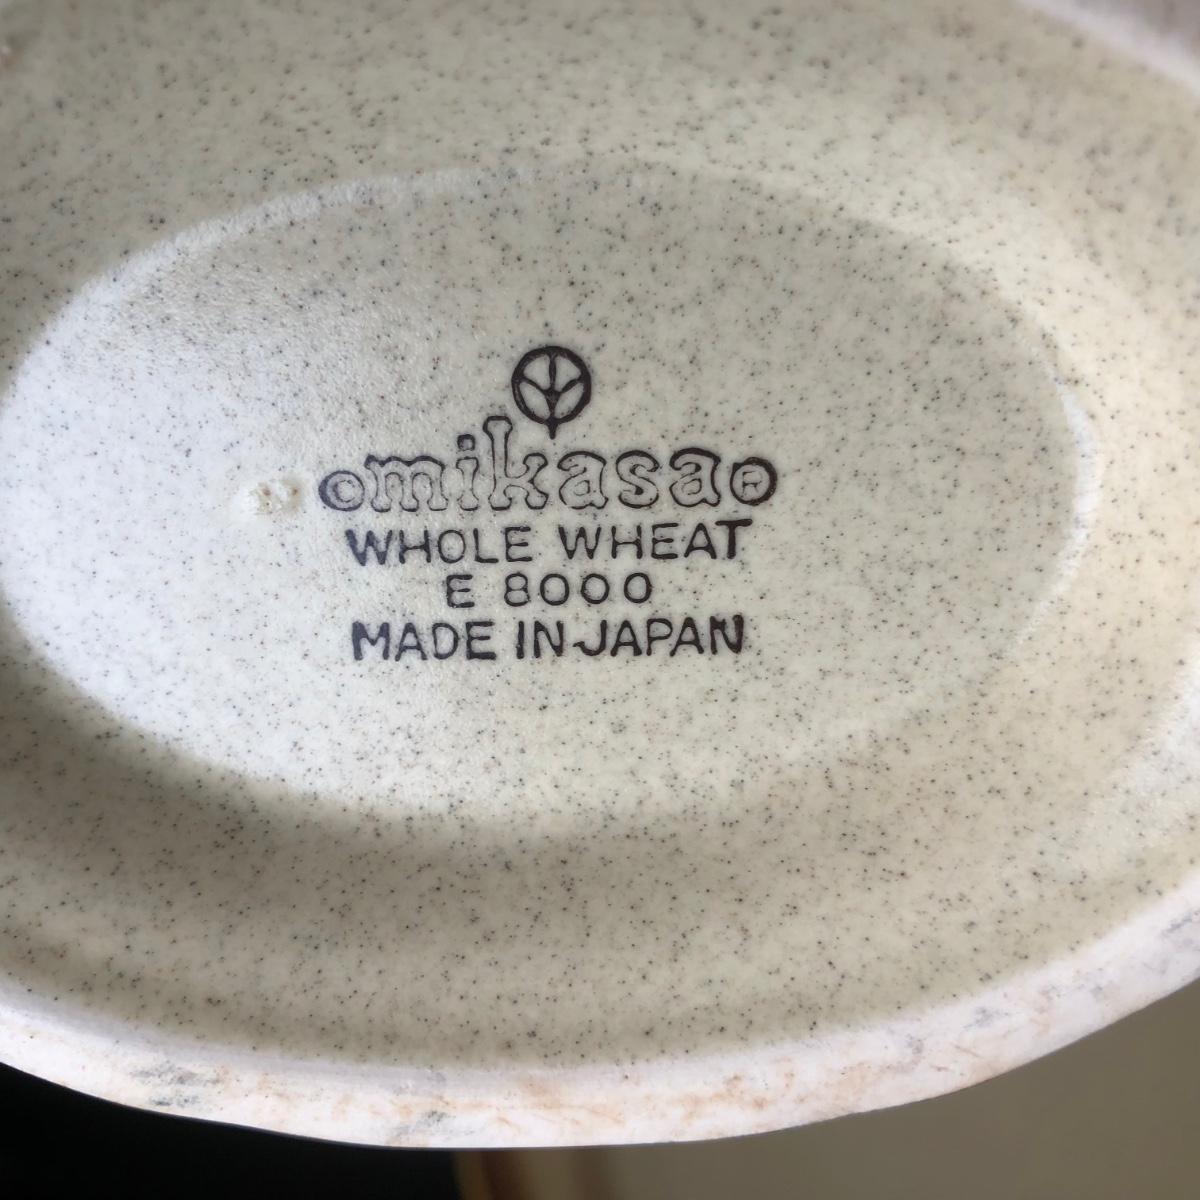 ©mikasa®
WHOLE WHEAT
E 8000
MADE IN JAPAN